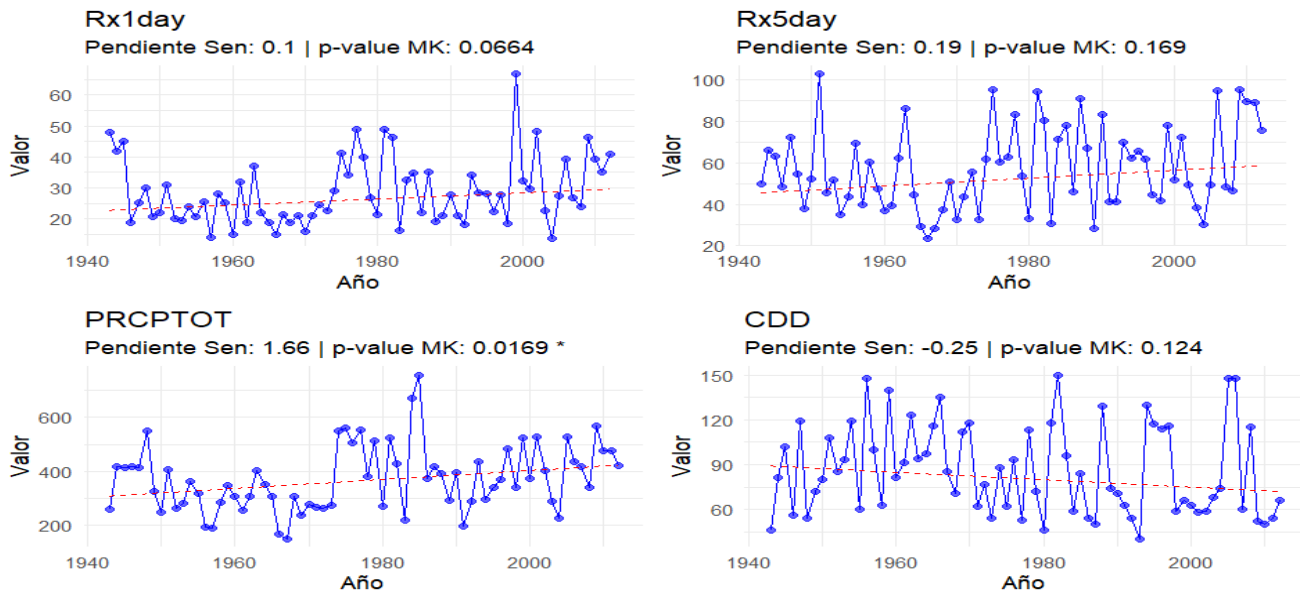 Rx1day
Pendiente Sen: 0.1 | p-value MK: 0.0664
60
50
40
30
20
Valor
1940 1960 1980 2000
Año
Rx5day
Pendiente Sen: 0.19 | p-value MK: 0.169
100
80
60
40
20
Valor
1940 1960 1980 2000
Año
PRCPTOT
Pendiente Sen: 1.66 | p-value MK: 0.0169 *
600
400
200
Valor
1940 1960 1980 2000
Año
CDD
Pendiente Sen: -0.25 | p-value MK: 0.124
150
120
90
60
Valor
1940 1960 1980 2000
Año